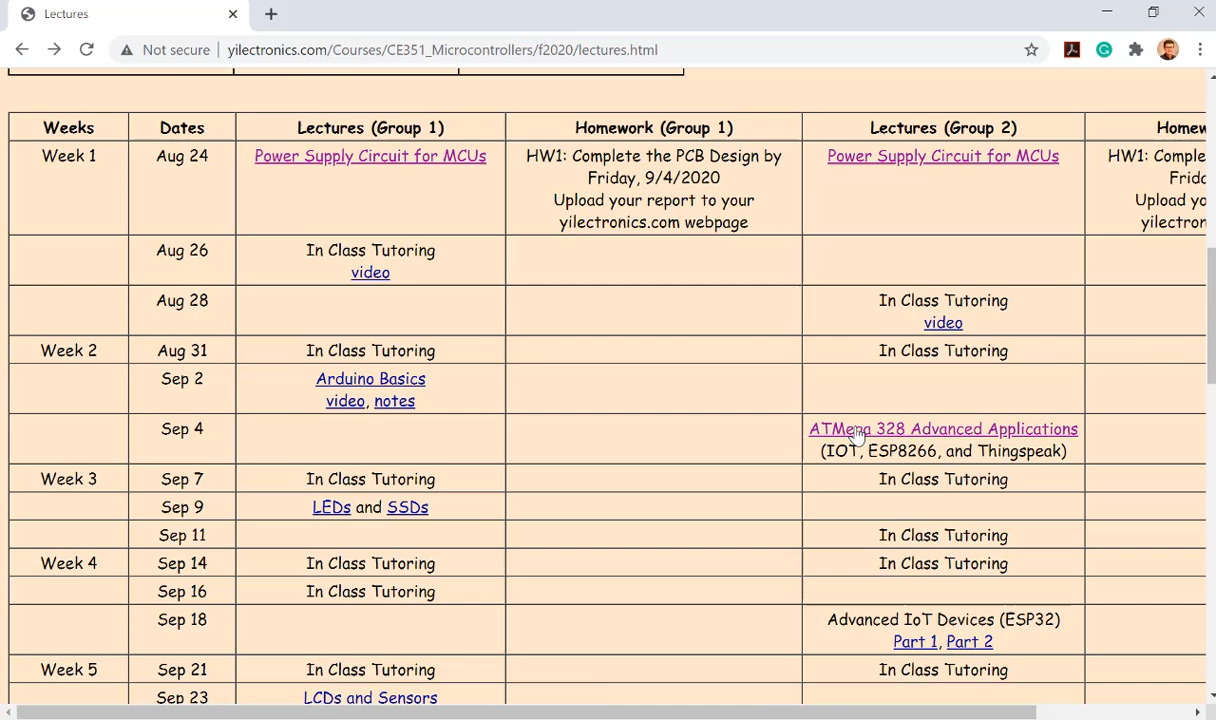 Lectures
Not secure yilectronics.com/Courses/CE351_Microcontrollers/f2020/lectures.html
Weeks Dates Lectures (Group 1) Homework (Group 1) Lectures (Group 2) Homew
Week 1 Aug 24 Power Supply Circuit for MCUs HW1: Complete the PCB Design by Power Supply Circuit for MCUs HW1: Comple
Friday, 9/4/2020 Frida
Upload your report to your Upload yo
yilectronics.com webpage yilectron
Aug 26 In Class Tutoring
video
Aug 28 In Class Tutoring
video
Week 2 Aug 31 In Class Tutoring In Class Tutoring
Sep 2 Arduino Basics
video, notes
Sep 4 ATMega 328 Advanced Applications
(IOT, ESP8266, and Thingspeak)
Week 3 Sep 7 In Class Tutoring In Class Tutoring
Sep 9 LEDs and SSDs
Sep 11 In Class Tutoring
Week 4 Sep 14 In Class Tutoring In Class Tutoring
Sep 16 In Class Tutoring
Sep 18 Advanced IoT Devices (ESP32)
Part 1, Part 2
Week 5 Sep 21 In Class Tutoring In Class Tutoring
Sep 23 LCDs and Sensors